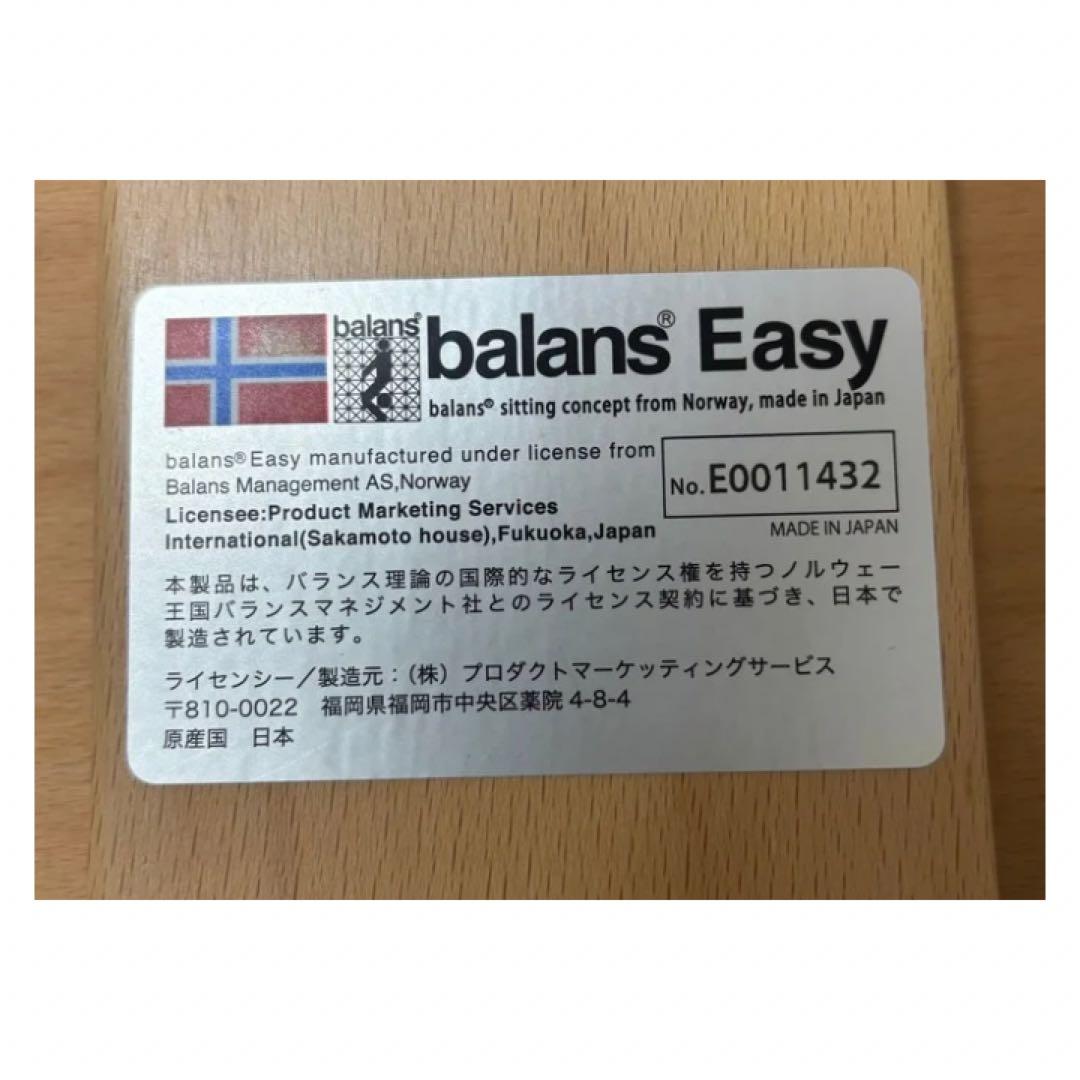 balans®
balans® Easy
balans® sitting concept from Norway, made in Japan
balans® Easy manufactured under license from
Balans Management AS,Norway
Licensee:Product Marketing Services
International(Sakamoto house),Fukuoka,Japan
No. E0011432
MADE IN JAPAN
本製品は、バランス理論の国際的なライセンス権を持つノルウェー
王国バランスマネジメント社とのライセンス契約に基づき、日本で
製造されています。
ライセンシー／製造元：（株）プロダクトマーケッティングサービス
〒810-0022 福岡県福岡市中央区薬院 4-8-4
原産国 日本